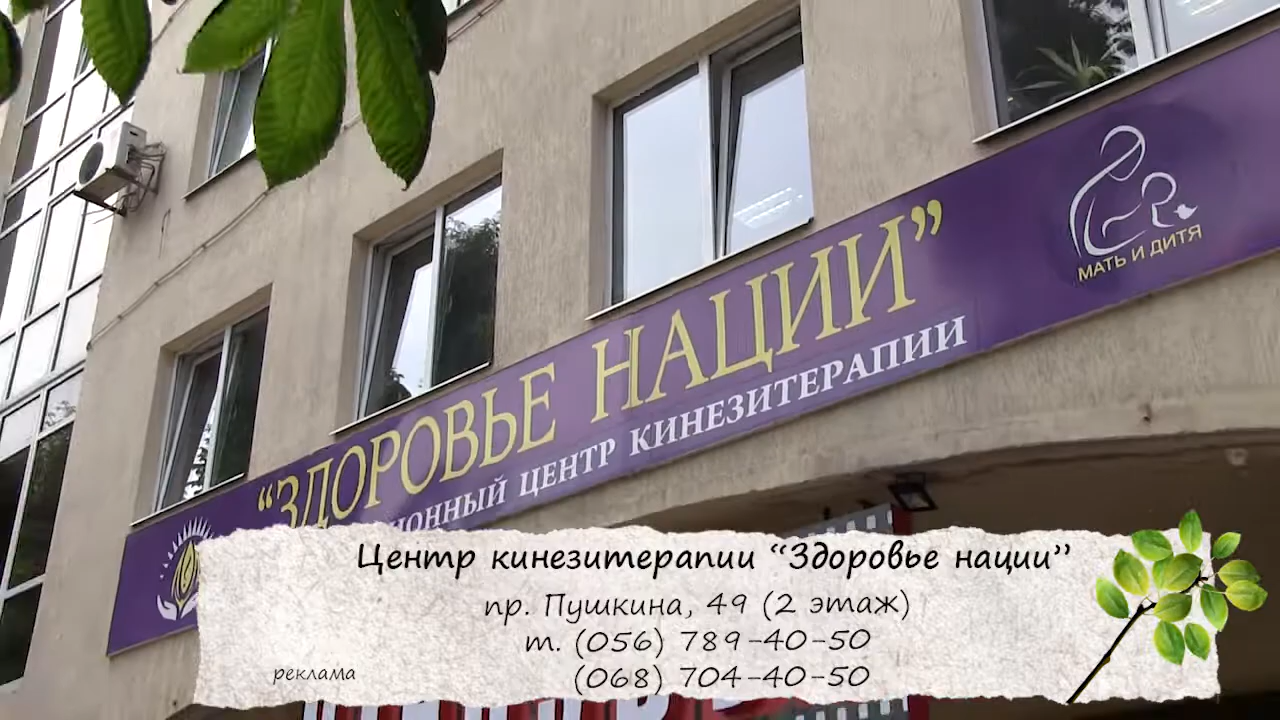 “ЗДОРОВЬЕ НАЦИИ”
ЦЕНТР КИНЕЗИТЕРАПИИ
МАТЬ И ДИТЯ
Центр кинезитерапии “Здоровье нации”
пр. Пушкина, 49 (2 этаж)
т. (056) 789-40-50
(068) 704-40-50
реклама